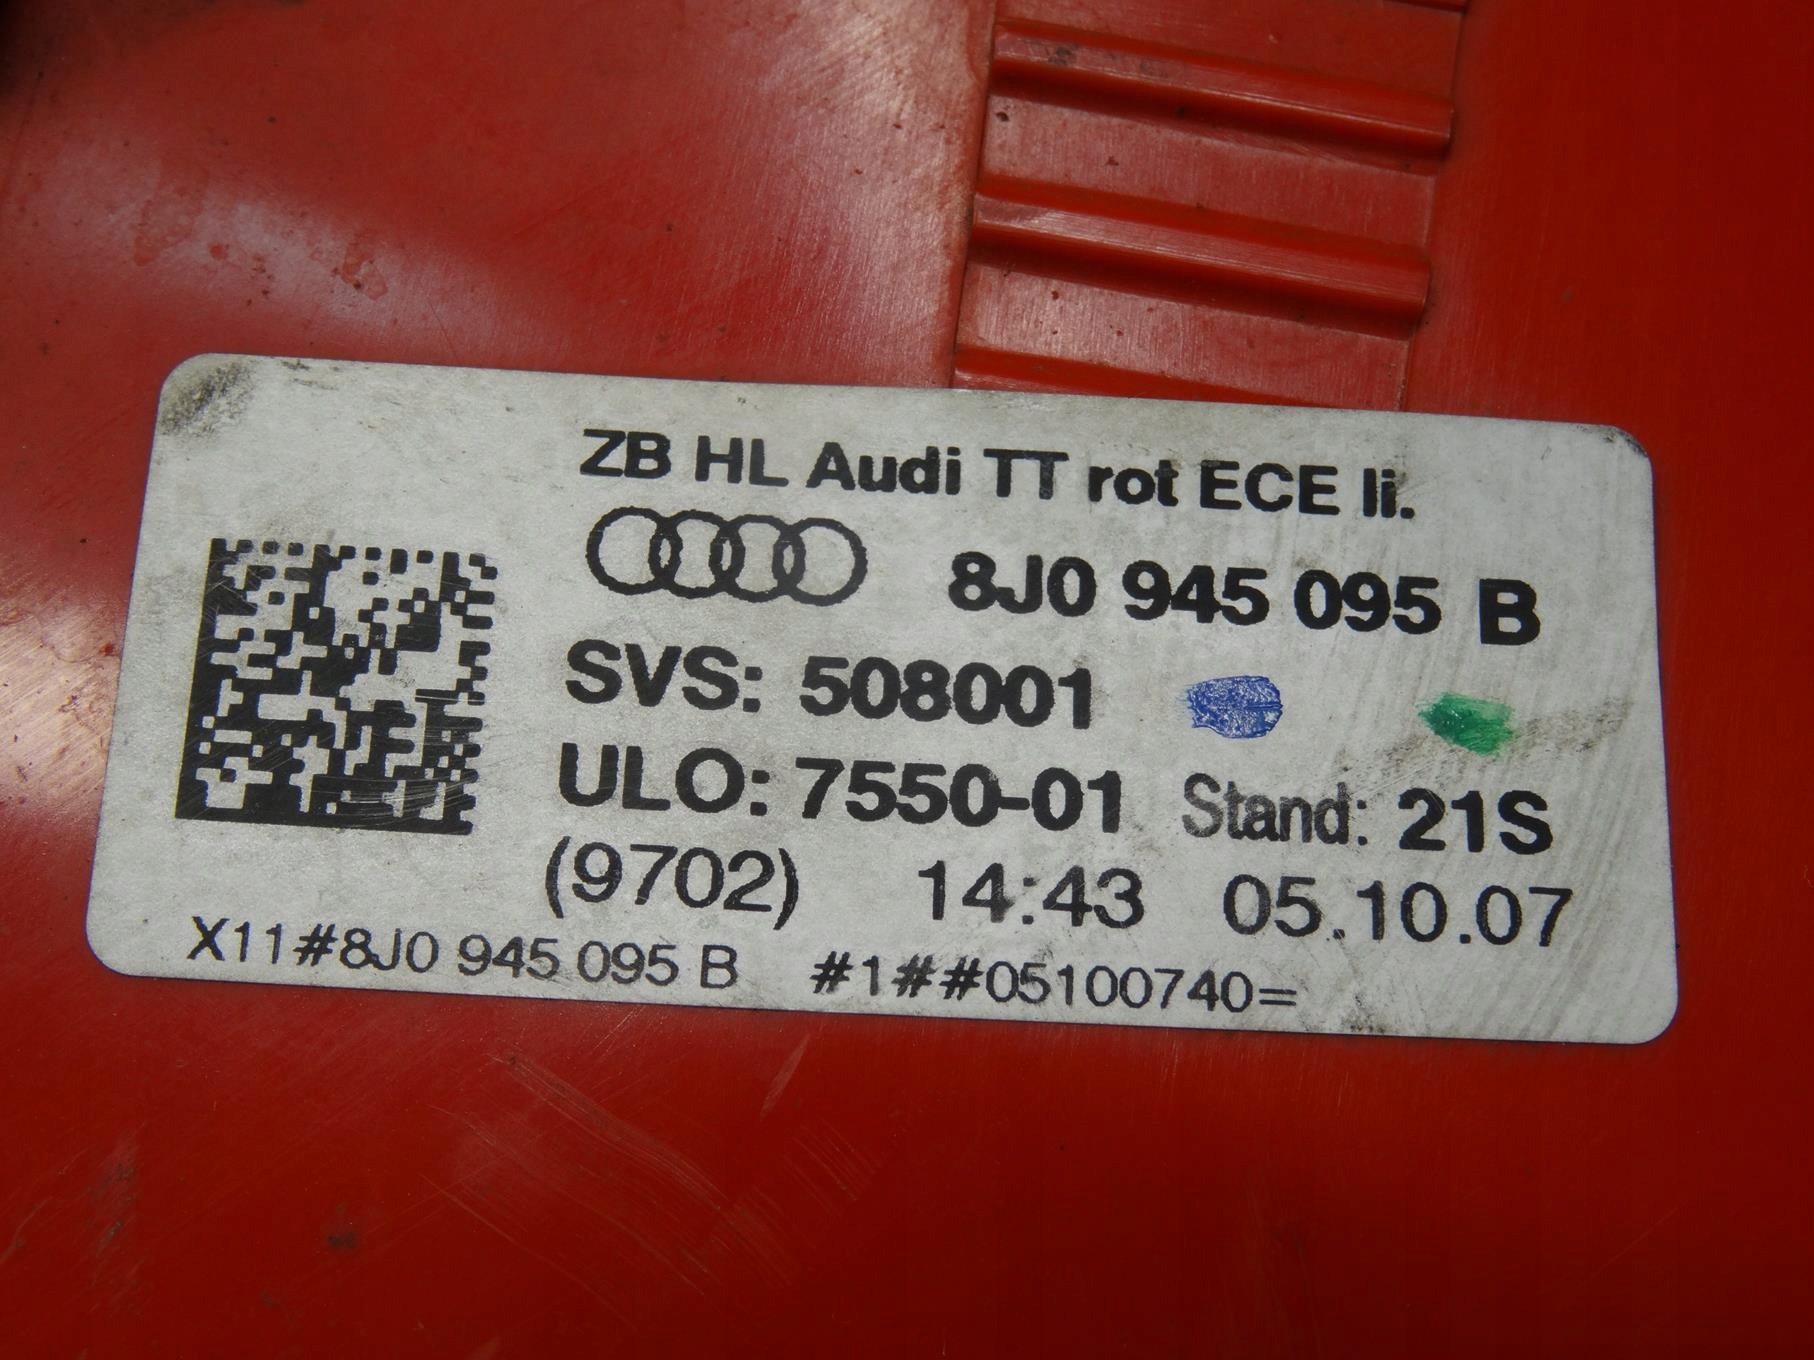 ZB HL Audi TT rot ECE li.
8J0 945 095 B
SVS: 508001
ULO: 7550-01 Stand: 21S
(9702) 14:43 05.10.07
X11#8J0 945 095 B #1##05100740=